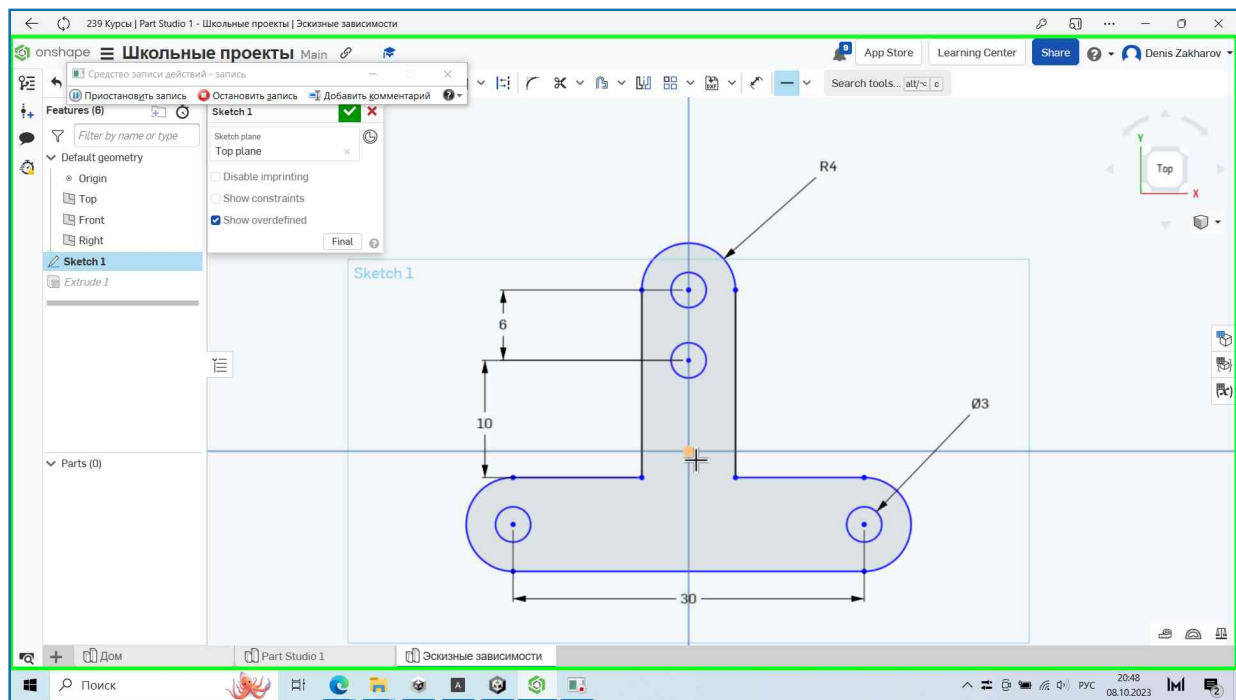 239 Курсы | Part Studio 1 - Школьные проекты | Эскизные зависимости
onshape Школьные проекты Main
9 App Store Learning Center Share Denis Zakharov
Средство записи действий - запись
Приостановить запись Остановить запись Добавить комментарий
DXF
Search tools... alt/⌥ c
Features (6)
Filter by name or type
Default geometry
Origin
Top
Front
Right
Sketch 1
Extrude 1
Parts (0)
Sketch 1
Sketch plane
Top plane
Disable imprinting
Show constraints
Show overdefined
Final
Sketch 1
R4
6
10
Ø3
30
Y
Top
X
(x)
Дом Part Studio 1 Эскизные зависимости
Поиск
РУС
20:48
08.10.2023
2